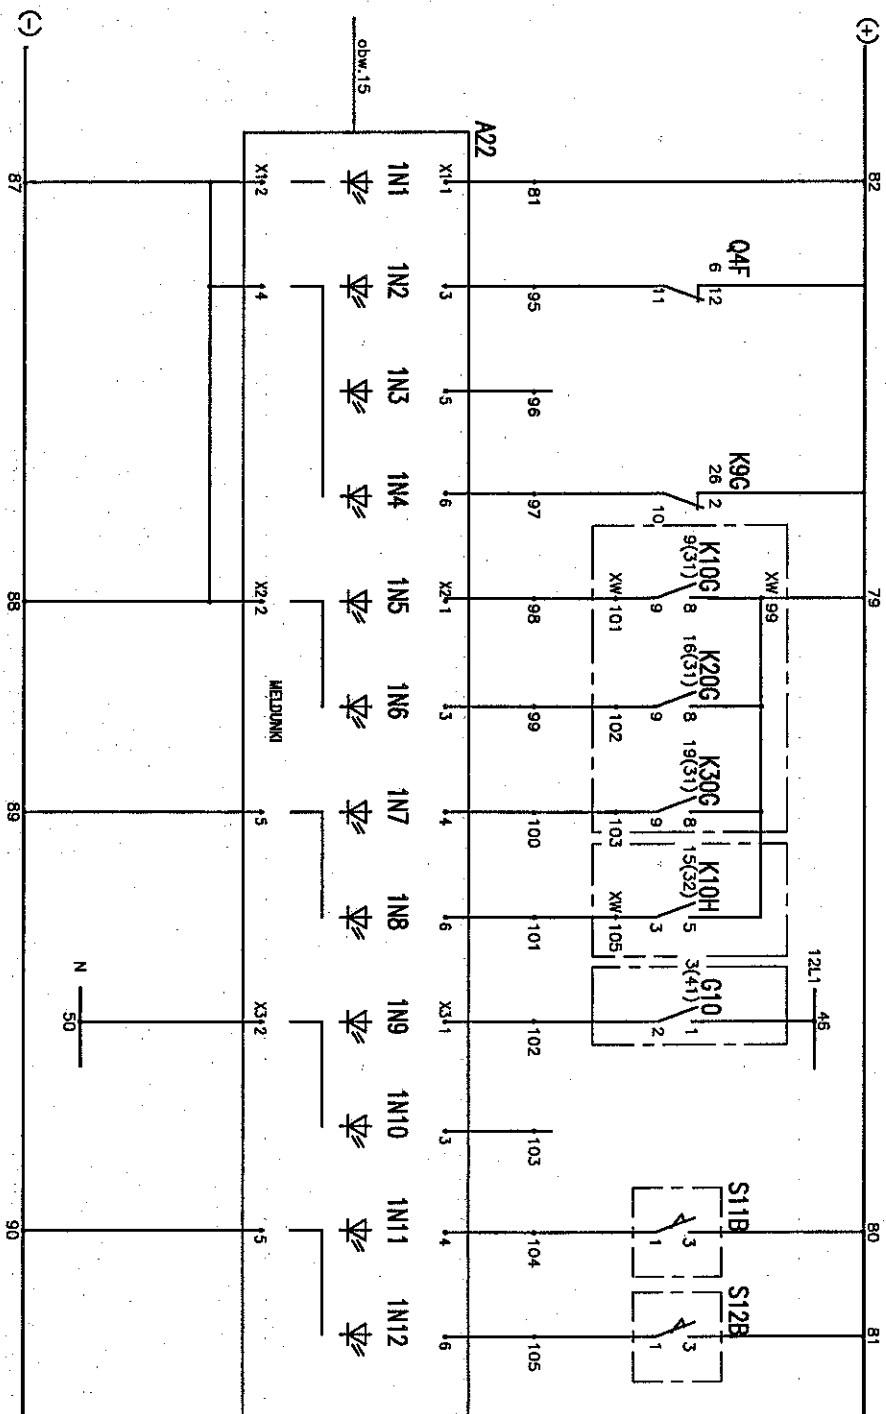 (+) 82 79 80 81
12L1 46
XW 99
Q4F K9G K10G K20G K30G K10H G10 S11B S12B
6 12 26 2 9(31) 16(31) 19(31) 15(32) 3(41)
8 8 8 5 1 3 3
11 10 9 9 9 3 2 1 1
XW 101 102 103 XW 105
81 95 96 97 98 99 100 101 102 103 104 105
A22
X1 1 3 5 6 X2 1 3 4 6 X3 1 3 4 6
1N1 1N2 1N3 1N4 1N5 1N6 1N7 1N8 1N9 1N10 1N11 1N12
obw.15
MELDUNKI
X1 2 4 X2 2 5 X3 2 5
N
50
(-) 87 88 89 90